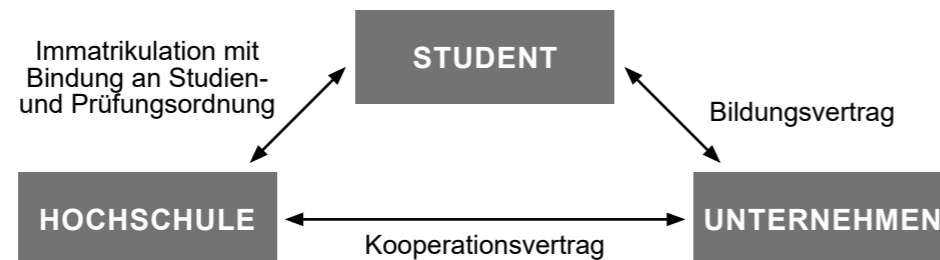 STUDENT
Immatrikulation mit
Bindung an Studien-
und Prüfungsordnung
Bildungsvertrag
HOCHSCHULE
UNTERNEHMEN
Kooperationsvertrag